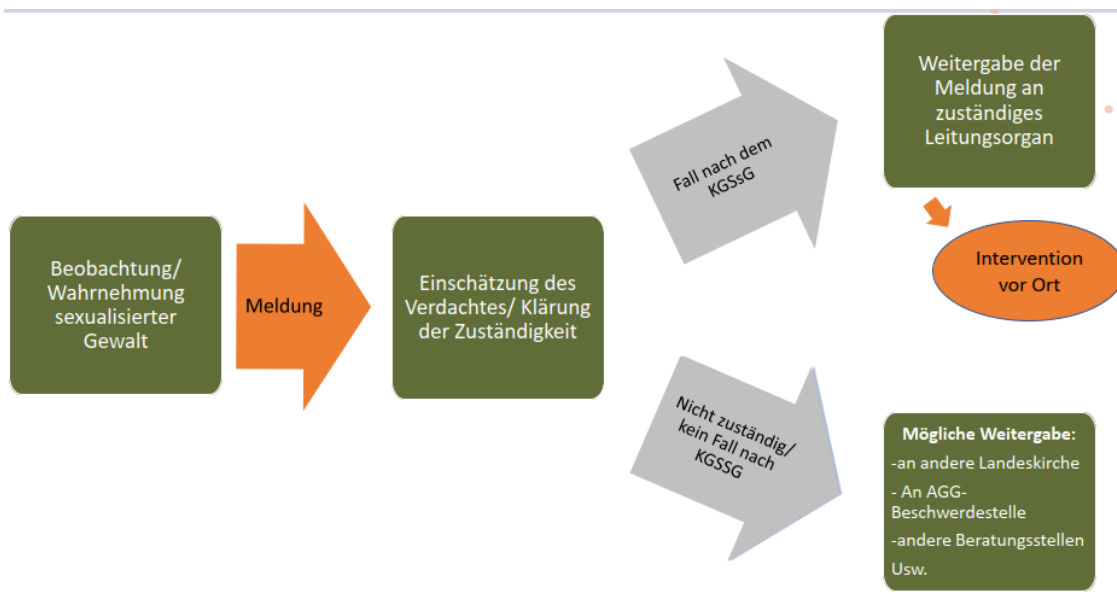 Beobachtung/
Wahrnehmung
sexualisierter
Gewalt
Meldung
Einschätzung des
Verdachtes/ Klärung
der Zuständigkeit
Fall nach dem
KGSsG
Weitergabe der
Meldung an
zuständiges
Leitungsorgan
Intervention
vor Ort
Nicht zuständig/
kein Fall nach
KGSSG
Mögliche Weitergabe:
-an andere Landeskirche
- An AGG-
Beschwerdestelle
-andere Beratungsstellen
Usw.